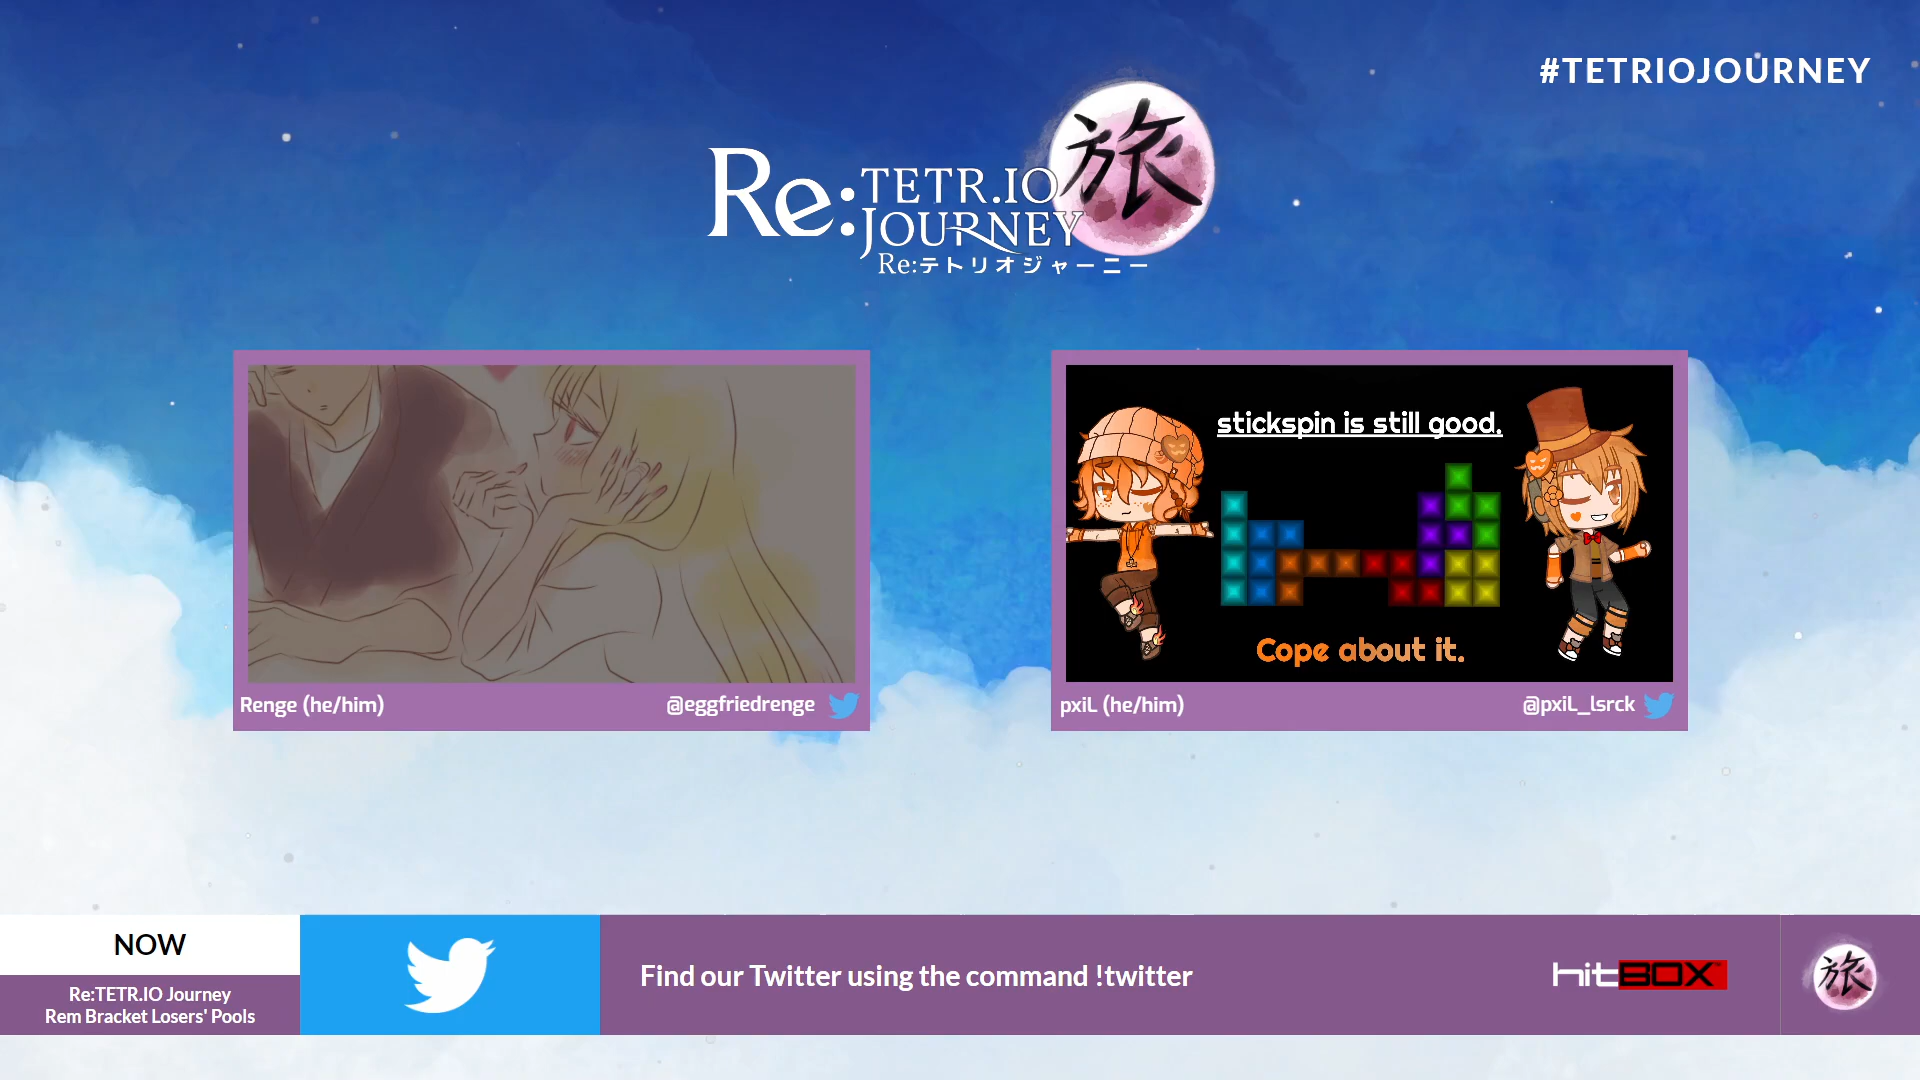 #TETRIOJOURNEY
旅
Re:TETR.IO
JOURNEY
Re:テトリオジャーニー
stickspin is still good.
Cope about it.
Renge (he/him)
@eggfriedrenge
pxiL (he/him)
@pxiL_lsrck
NOW
Re:TETR.IO Journey
Rem Bracket Losers' Pools
Find our Twitter using the command !twitter
hitBOX
旅